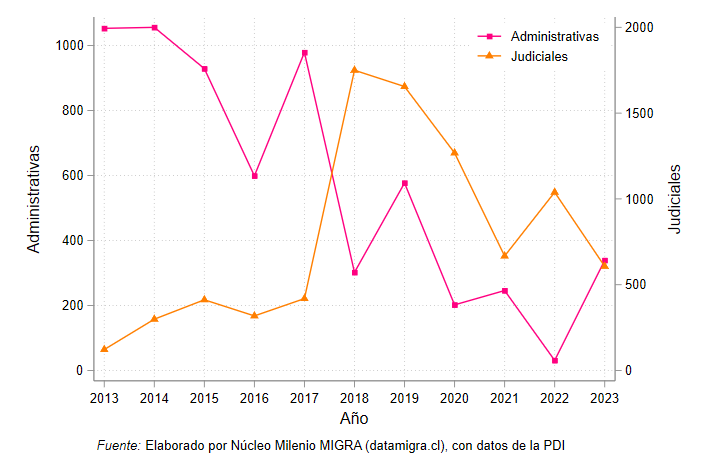 Administrativas
Judiciales
1000
800
600
400
200
0
Administrativas
2000
1500
1000
500
0
Judiciales
2013 2014 2015 2016 2017 2018 2019 2020 2021 2022 2023
Año
Fuente: Elaborado por Núcleo Milenio MIGRA (datamigra.cl), con datos de la PDI